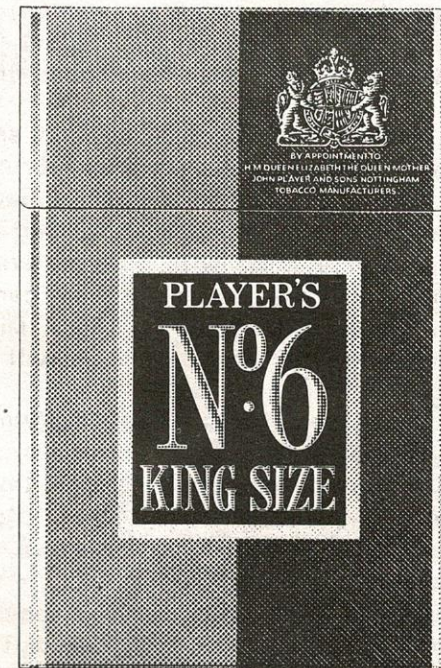 BY APPOINTMENT TO
H.M.QUEEN ELIZABETH THE QUEEN MOTHER
JOHN PLAYER AND SONS NOTTINGHAM
TOBACCO MANUFACTURERS
PLAYER'S
Nº6
KING SIZE